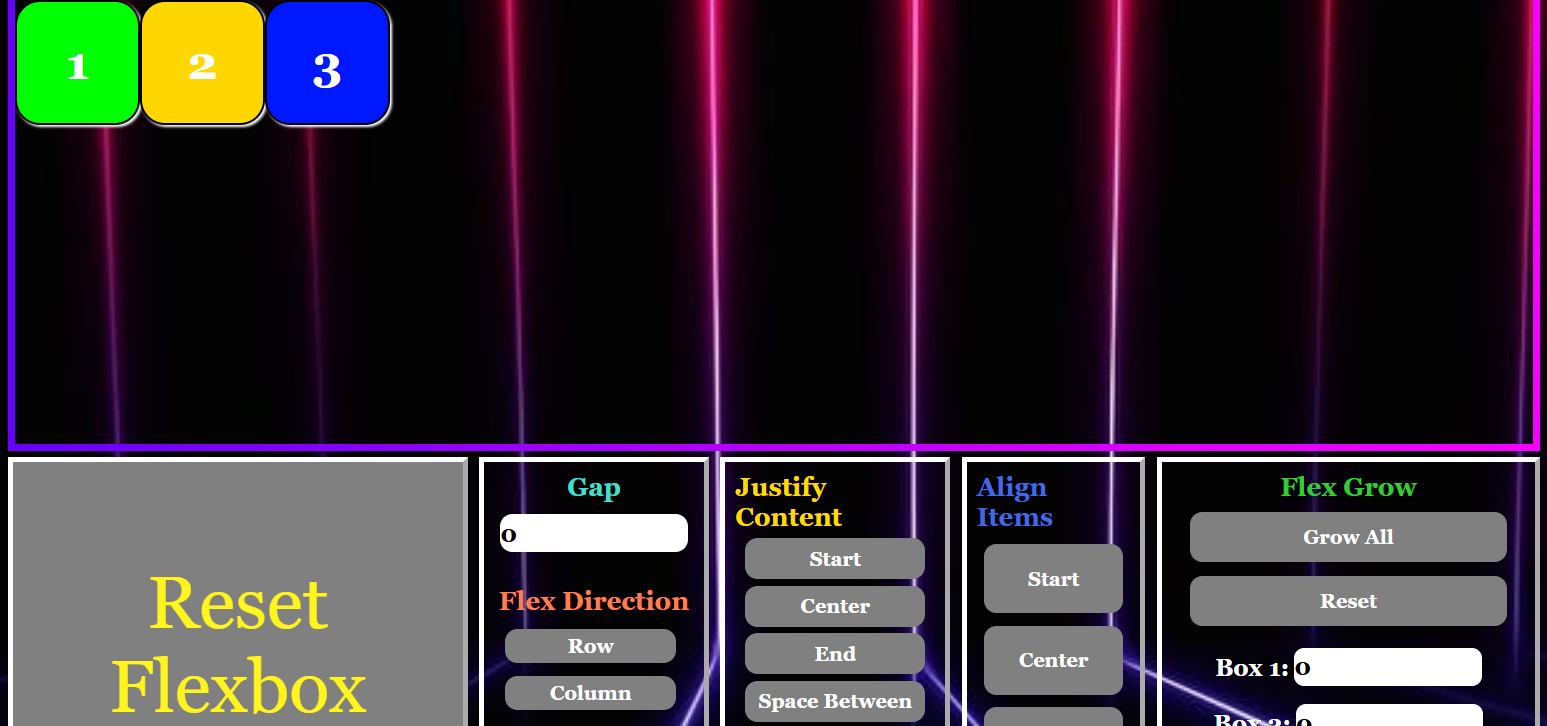 1
2
3
Reset
Flexbox
Gap
0
Flex Direction
Row
Column
Justify
Content
Start
Center
End
Space Between
Align
Items
Start
Center
Flex Grow
Grow All
Reset
Box 1: 0
Box 2: 0